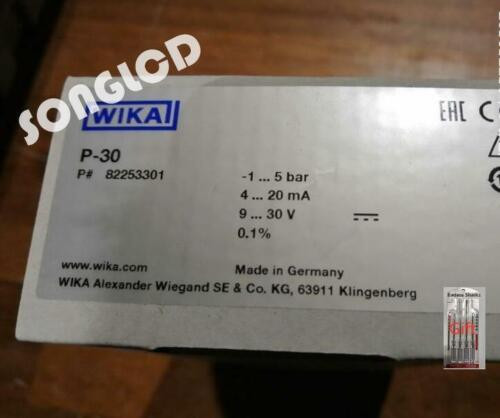 SONGLCD
WIKA
EAC C
P-30
P# 82253301
-1 ... 5 bar
4 ... 20 mA
9 ... 30 V
0.1%
www.wika.com
Made in Germany
WIKA Alexander Wiegand SE & Co. KG, 63911 Klingenberg
Gift